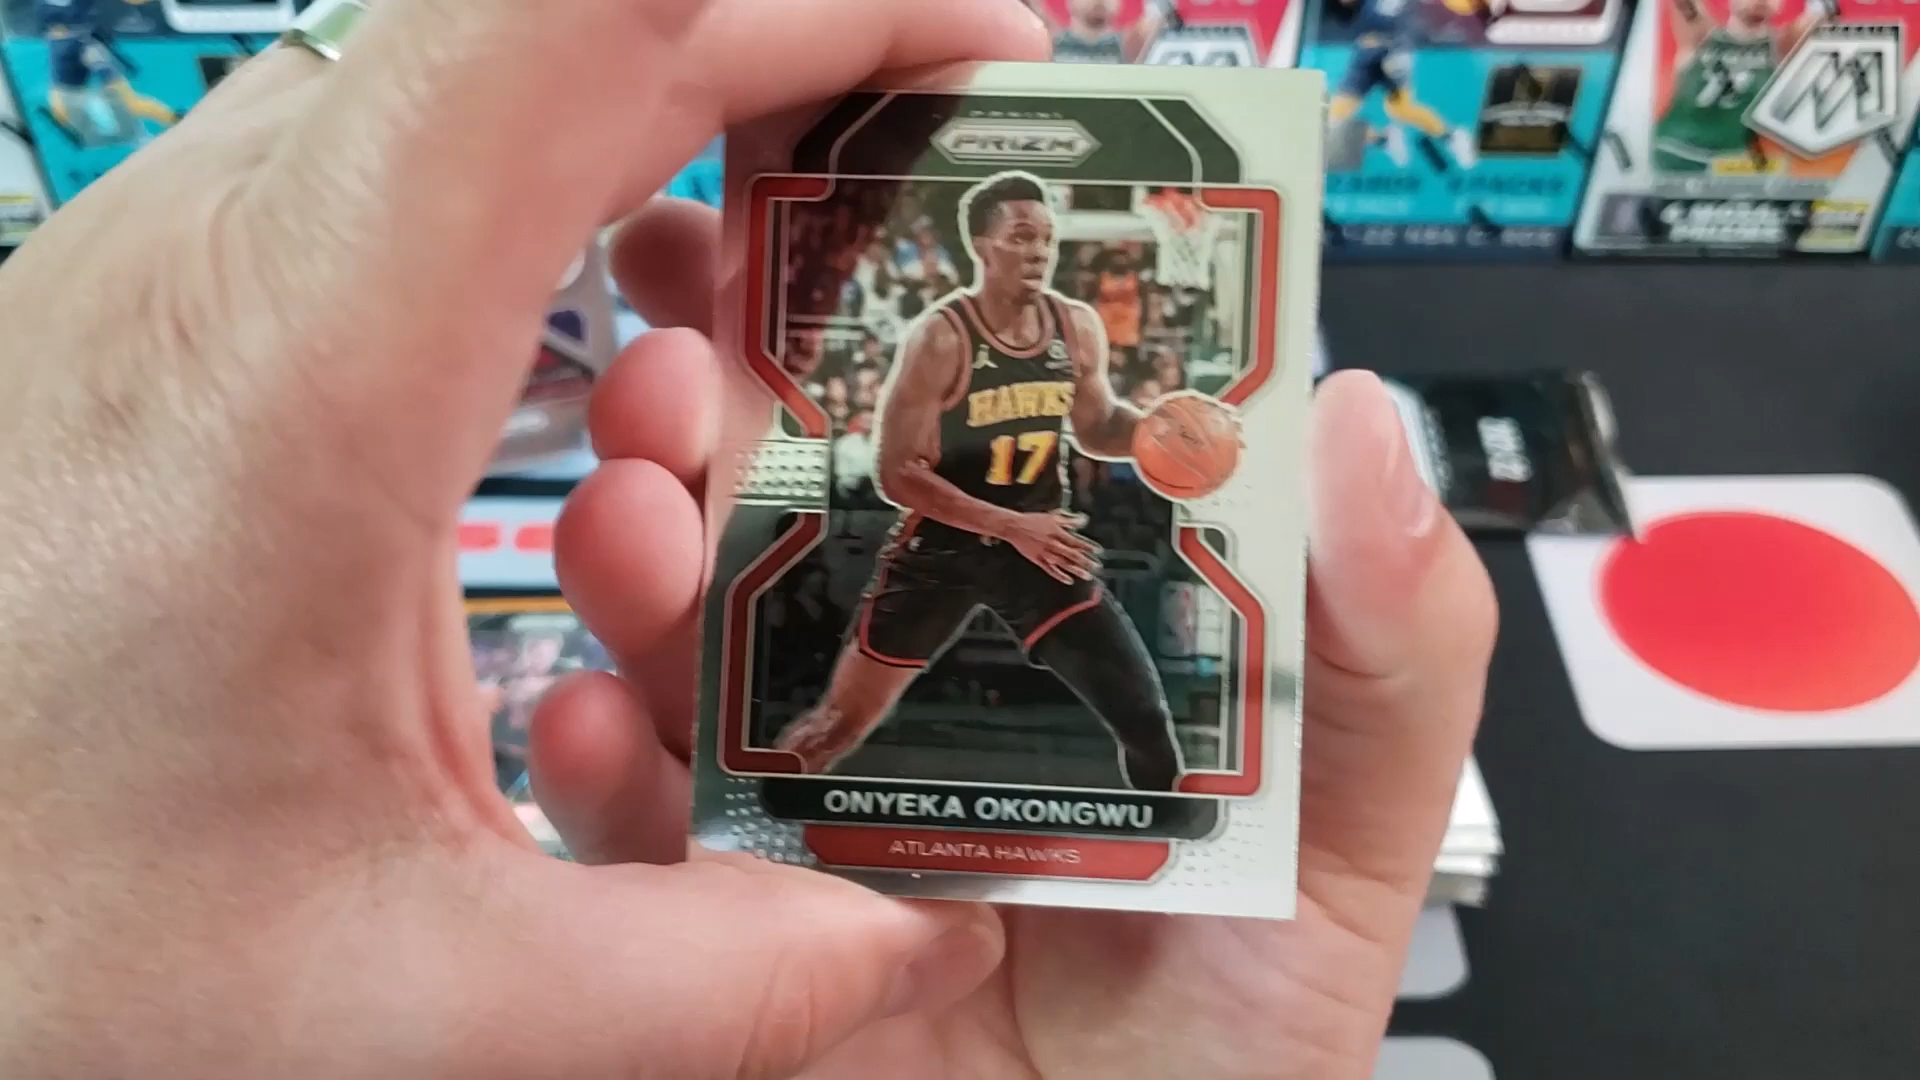 PANINI
PRIZM
HAWKS
17
ONYEKA OKONGWU
ATLANTA HAWKS